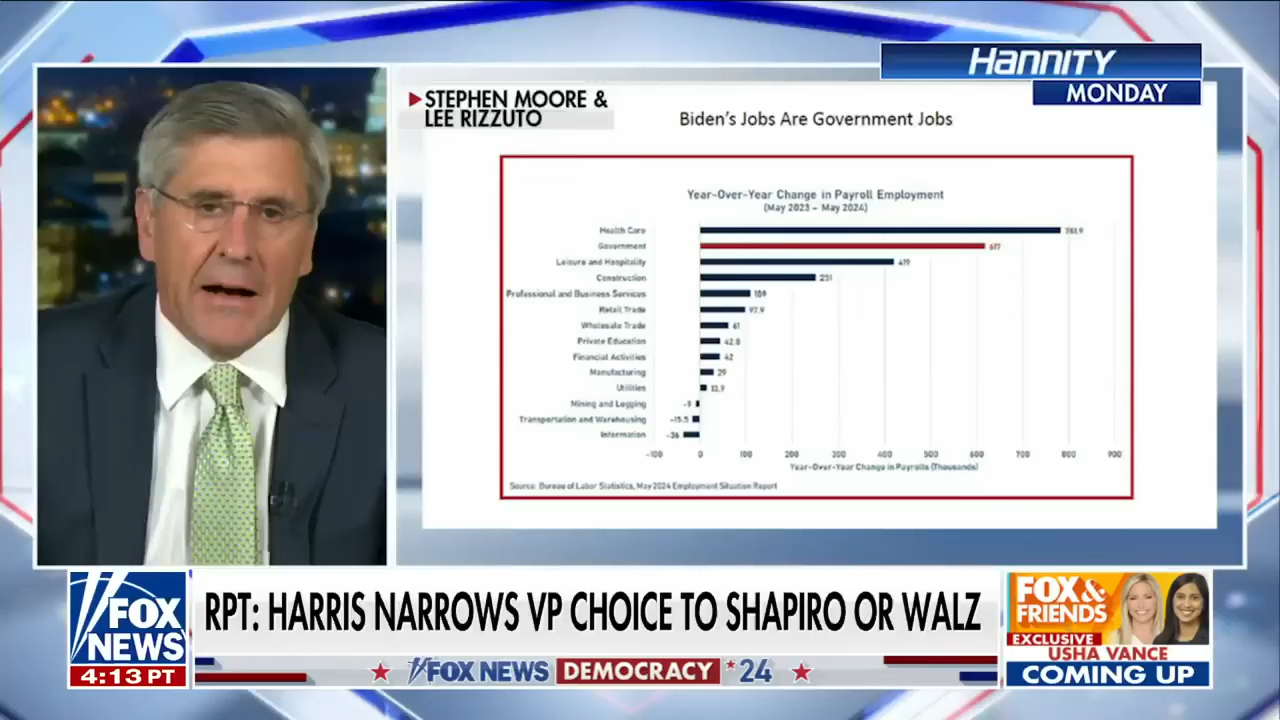 Hannity
MONDAY
STEPHEN MOORE &
LEE RIZZUTO
Biden's Jobs Are Government Jobs
Year-Over-Year Change in Payroll Employment
(May 2023 - May 2024)
Health Care 783.9
Government 617
Leisure and Hospitality 419
Construction 251
Professional and Business Services 109
Retail Trade 97.9
Wholesale Trade 61
Private Education 42.8
Financial Activities 42
Manufacturing 29
Utilities 13.9
Mining and Logging -9
Transportation and Warehousing -15.5
Information -36
-100 0 100 200 300 400 500 600 700 800 900
Year-Over-Year Change in Payrolls (Thousands)
Source: Bureau of Labor Statistics, May 2024 Employment Situation Report
FOX
NEWS
4:13 PT
RPT: HARRIS NARROWS VP CHOICE TO SHAPIRO OR WALZ
FOX NEWS DEMOCRACY '24
FOX &
FRIENDS
EXCLUSIVE
USHA VANCE
COMING UP